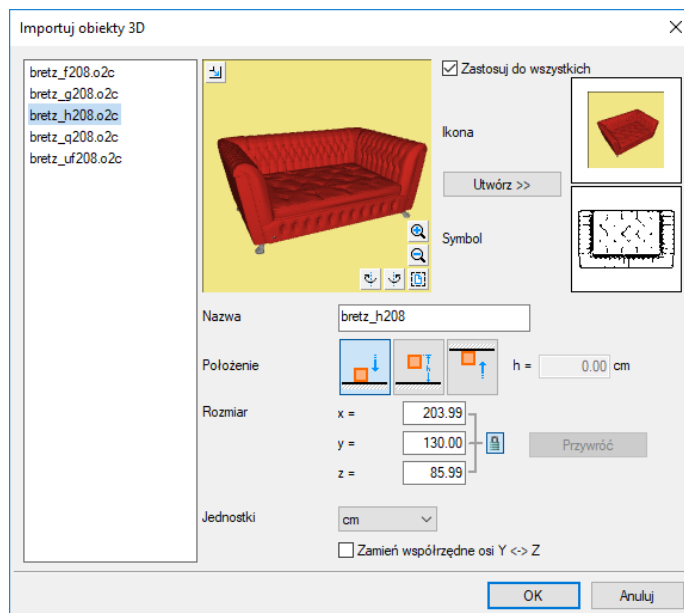 Importuj obiekty 3D
bretz_f208.o2c
bretz_g208.o2c
bretz_h208.o2c
bretz_q208.o2c
bretz_uf208.o2c
Zastosuj do wszystkich
Ikona
Utwórz >>
Symbol
Nazwa bretz_h208
Położenie h = 0.00 cm
Rozmiar x = 203.99
y = 130.00 Przywróć
z = 85.99
Jednostki cm
Zamień współrzędne osi Y <-> Z
OK Anuluj